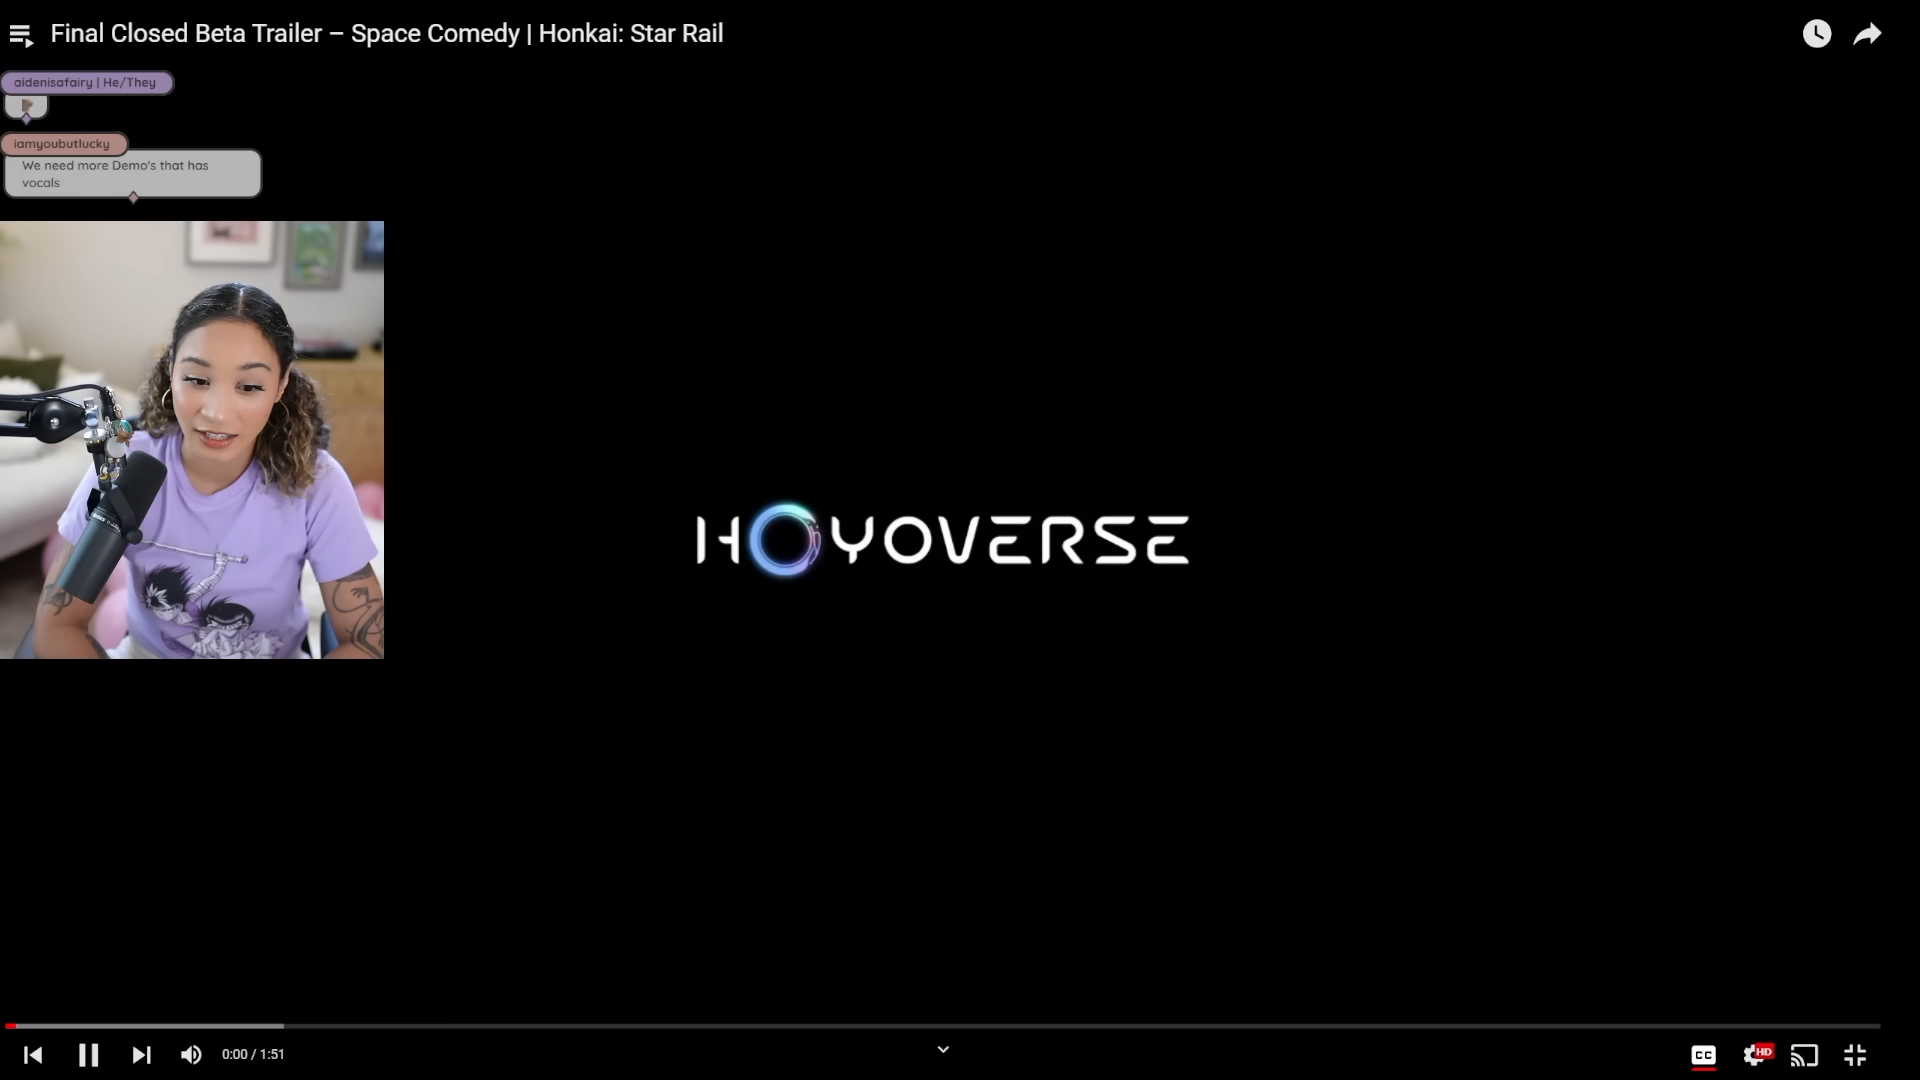 Final Closed Beta Trailer – Space Comedy | Honkai: Star Rail
aidenisafairy | He/They
iamyoubutlucky
We need more Demo's that has
vocals
HOYOVERSE
0:00 / 1:51
CC
HD